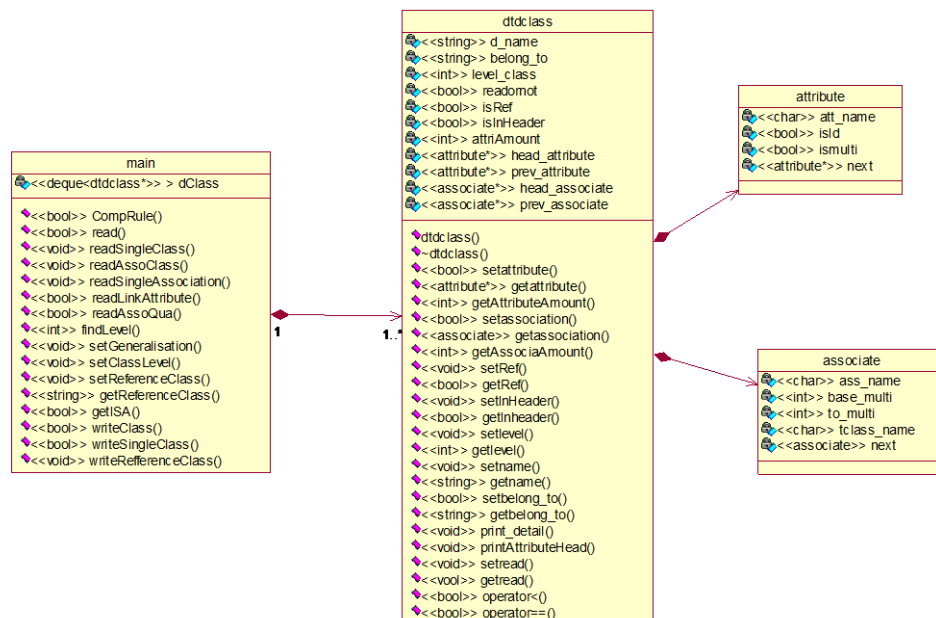 main
<<deque<dtdclass*>> > dClass
<<bool>> CompRule()
<<bool>> read()
<<void>> readSingleClass()
<<void>> readAssoClass()
<<void>> readSingleAssociation()
<<bool>> readLinkAttribute()
<<bool>> readAssoQua()
<<int>> findLevel()
<<void>> setGeneralisation()
<<void>> setClassLevel()
<<void>> setReferenceClass()
<<string>> getReferenceClass()
<<bool>> getISA()
<<bool>> writeClass()
<<bool>> writeSingleClass()
<<void>> writeRefferenceClass()
1
1..*
dtdclass
<<string>> d_name
<<string>> belong_to
<<int>> level_class
<<bool>> readornot
<<bool>> isRef
<<bool>> isInHeader
<<int>> attriAmount
<<attribute*>> head_attribute
<<attribute*>> prev_attribute
<<associate*>> head_associate
<<associate*>> prev_associate
dtdclass()
~dtdclass()
<<bool>> setattribute()
<<attribute*>> getattribute()
<<int>> getAttributeAmount()
<<bool>> setassociation()
<<associate>> getassociation()
<<int>> getAssociaAmount()
<<void>> setRef()
<<bool>> getRef()
<<void>> setInHeader()
<<bool>> getInheader()
<<void>> setlevel()
<<int>> getlevel()
<<void>> setname()
<<string>> getname()
<<bool>> setbelong_to()
<<string>> getbelong_to()
<<void>> print_detail()
<<void>> printAttributeHead()
<<void>> setread()
<<vool>> getread()
<<bool>> operator<()
<<bool>> operator==()
attribute
<<char>> att_name
<<bool>> isId
<<bool>> ismulti
<<attribute*>> next
associate
<<char>> ass_name
<<int>> base_multi
<<int>> to_multi
<<char>> tclass_name
<<associate>> next